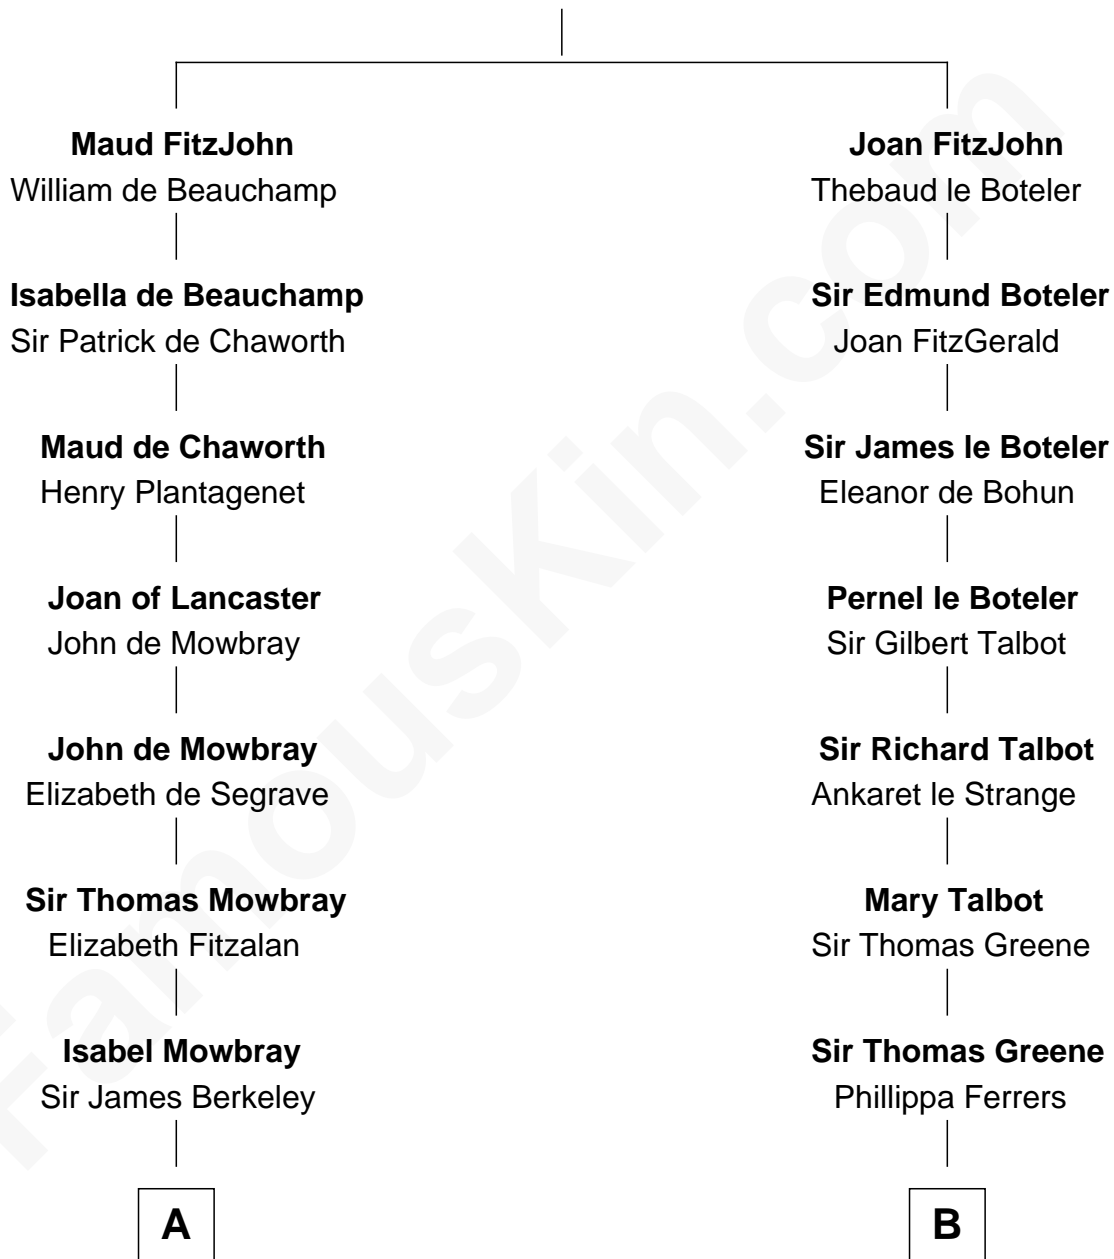 Maud FitzJohn
William de Beauchamp
Isabella de Beauchamp
Sir Patrick de Chaworth
Maud de Chaworth
Henry Plantagenet
Joan of Lancaster
John de Mowbray
John de Mowbray
Elizabeth de Segrave
Sir Thomas Mowbray
Elizabeth Fitzalan
Isabel Mowbray
Sir James Berkeley
A
Joan FitzJohn
Thebaud le Boteler
Sir Edmund Boteler
Joan FitzGerald
Sir James le Boteler
Eleanor de Bohun
Pernel le Boteler
Sir Gilbert Talbot
Sir Richard Talbot
Ankaret le Strange
Mary Talbot
Sir Thomas Greene
Sir Thomas Greene
Phillippa Ferrers
B
FamousKin.com